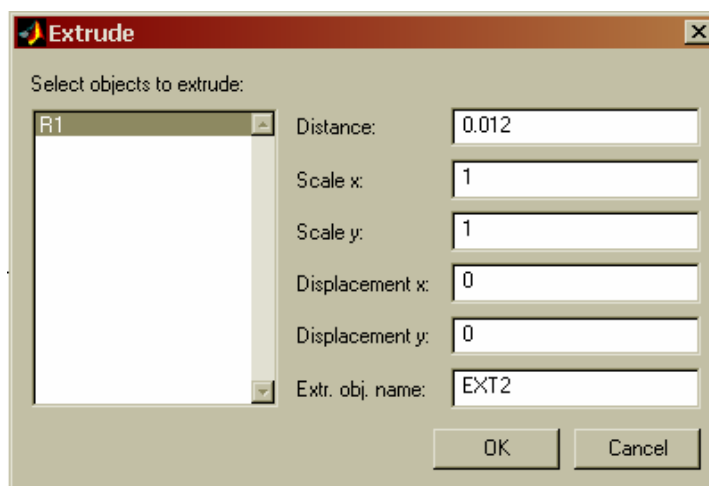 Extrude
Select objects to extrude:
R1
Distance: 0.012
Scale x: 1
Scale y: 1
Displacement x: 0
Displacement y: 0
Extr. obj. name: EXT2
OK Cancel